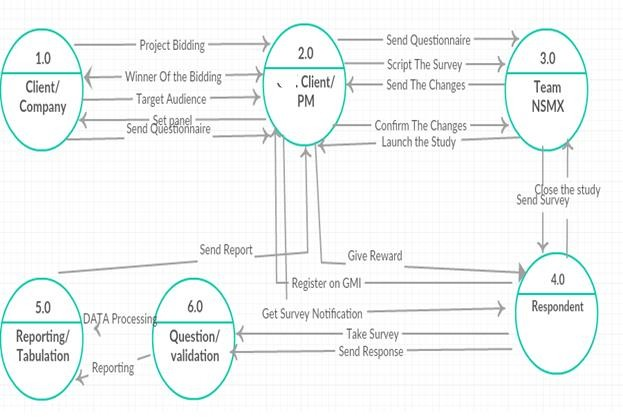 1.0
Client/
Company
Project Bidding
Winner Of the Bidding
Target Audience
Set panel
Send Questionnaire
2.0
. Client/
PM
Send Questionnaire
Script The Survey
Send The Changes
Confirm The Changes
Launch the Study
3.0
Team
NSMX
Close the study
Send Survey
Send Report
Give Reward
Register on GMI
Get Survey Notification
Take Survey
Send Response
4.0
Respondent
5.0
Reporting/
Tabulation
DATA Processing
Reporting
6.0
Question/
validation